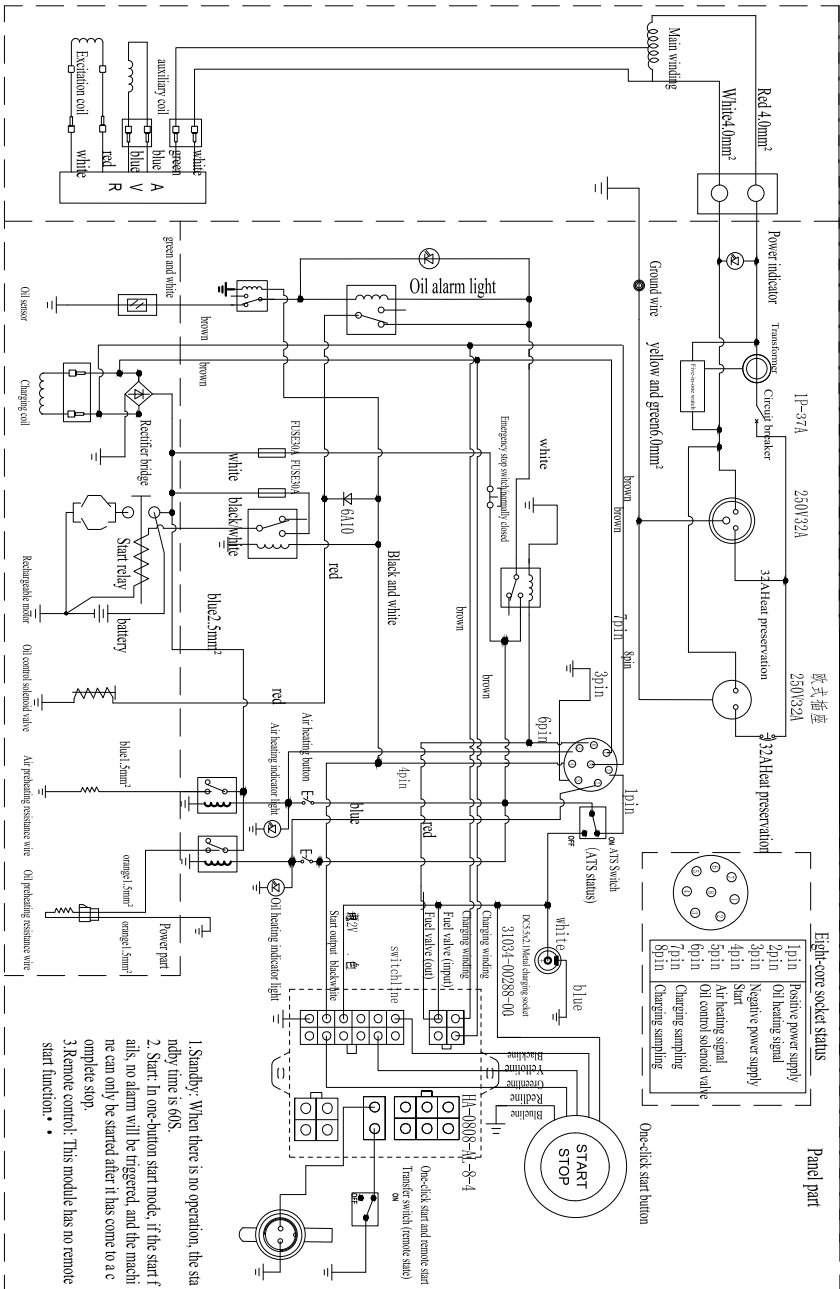 Panel part
Eight-core socket status
1pin Positive power supply
2pin Oil heating signal
3pin Negative power supply
4pin Start
5pin Air heating signal
6pin Oil control solenoid valve
7pin Charging sampling
8pin Charging sampling
Main winding
Red 4.0mm²
White4.0mm²
Excitation coil
auxiliary coil
white
green
blue
blue
red
white
A V R
Power indicator
Transformer
Five-in-one watch
Circuit breaker
1P-37A
250V32A
32AHeat preservation
欧式插座
250V32A
32AHeat preservation
Ground wire
yellow and green6.0mm²
green and white
Oil alarm light
Oil sensor
brown
brown
Charging coil
Rectifier bridge
FUSE30A
FUSE30A
white
black/white
6A10
red
Black and white
Emergency stop switch(normally closed
white
brown
brown
7pin
8pin
3pin
6pin
1pin
4pin
brown
brown
Start relay
battery
Rechargeable motor
blue2.5mm²
Oil control solenoid valve
red
Air heating button
Air heating indicator light
blue
red
ON
OFF
ATS Switch
(ATS status)
blue1.5mm²
Air preheating resistance wire
orange1.5mm²
orange1.5mm²
Oil preheating resistance wire
Power part
Oil heating indicator light
white
blue
DC5.5x2.1Metal charging socket
31034-00288-00
Charging winding
Charging winding
Fuel valve (input)
Fuel valve (out)
switchline
Start output blackwhite
Blackline
Yelloline
Greenline
Redline
Blueline
HA-0808-AL-8-4
START
STOP
One-click start button
One-click start and remote start
Transfer switch (remote state)
ON
OFF
1.Standby: When there is no operation, the sta
ndby time is 60S.
2. Start: In one-button start mode, if the start f
ails, no alarm will be triggered, and the machi
ne can only be started after it has come to a c
omplete stop.
3.Remote control: This module has no remote
start function.• •